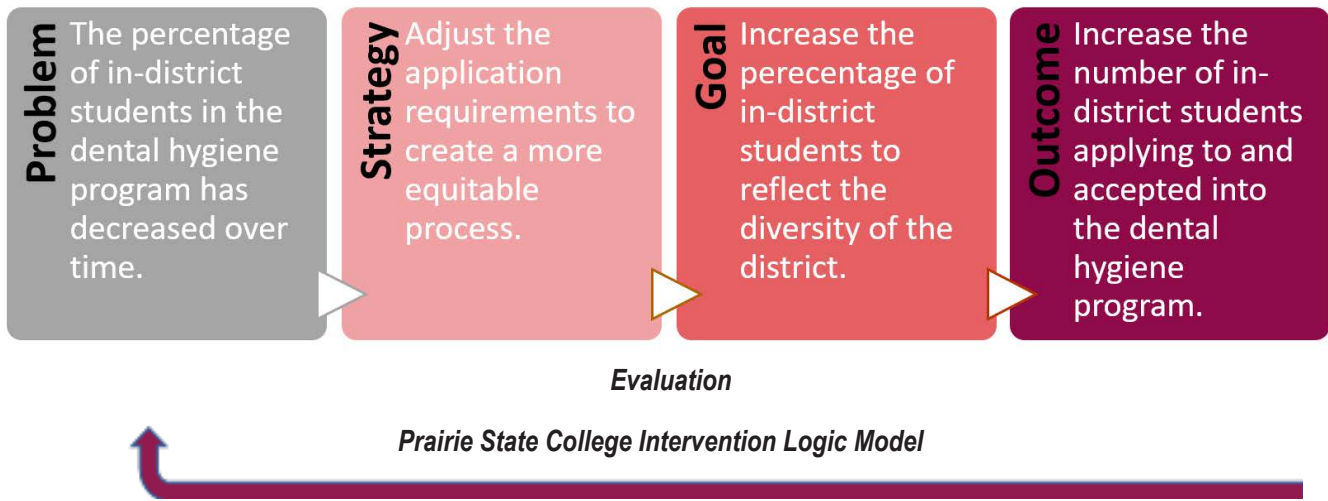 Problem
The percentage
of in-district
students in the
dental hygiene
program has
decreased over
time.
Strategy
Adjust the
application
requirements to
create a more
equitable
process.
Goal
Increase the
perecentage of
in-district
students to
reflect the
diversity of the
district.
Outcome
Increase the
number of in-
district students
applying to and
accepted into
the dental
hygiene
program.
Evaluation
Prairie State College Intervention Logic Model